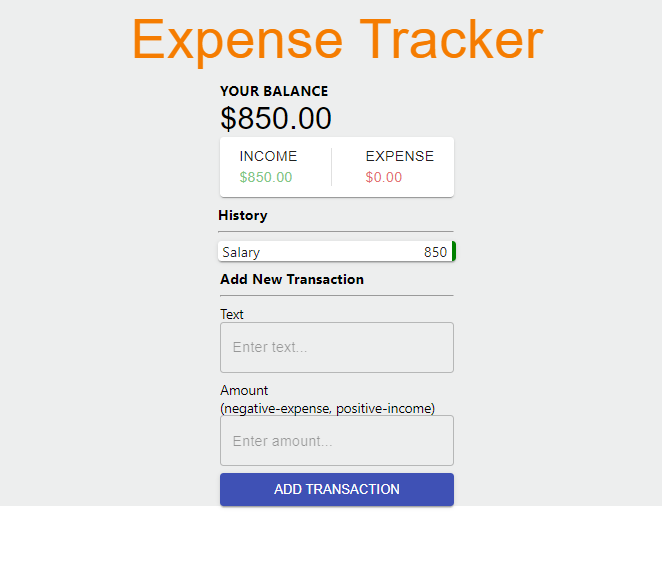 Expense Tracker
YOUR BALANCE
$850.00
INCOME EXPENSE
$850.00 $0.00
History
Salary 850
Add New Transaction
Text
Enter text...
Amount
(negative-expense, positive-income)
Enter amount...
ADD TRANSACTION